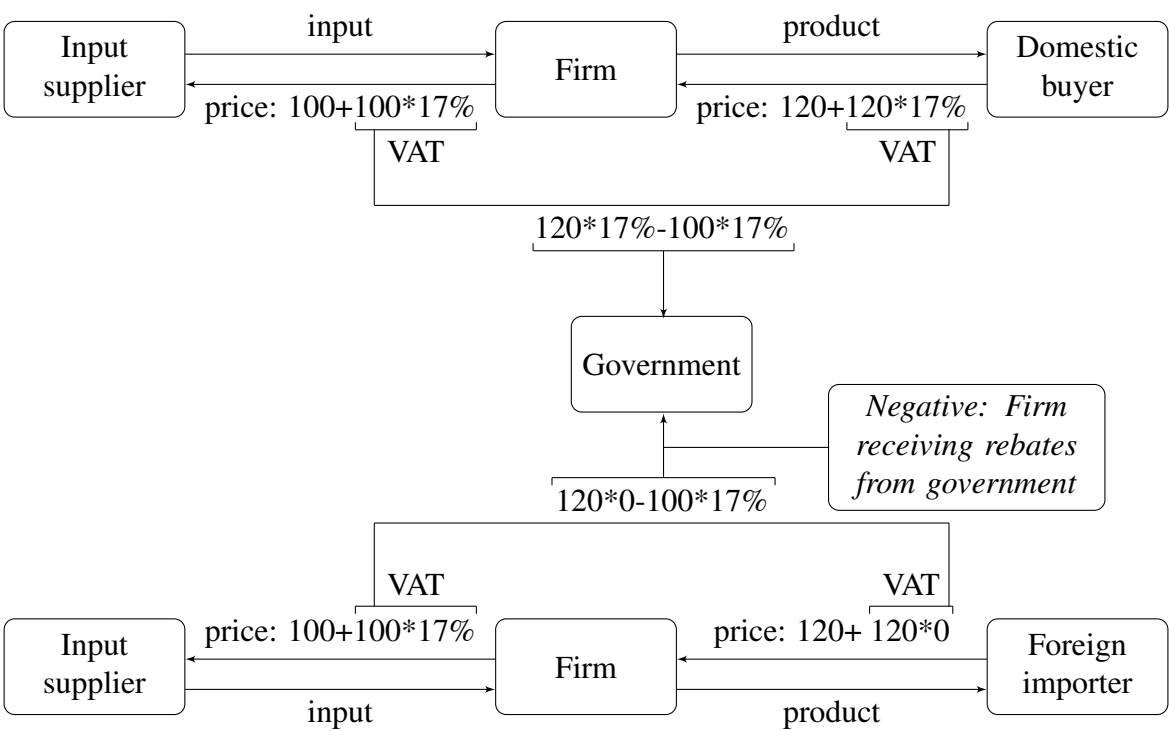 input
product
Input
supplier
Firm
Domestic
buyer
price: 100+100*17%
price: 120+120*17%
VAT
VAT
120*17%-100*17%
Government
Negative: Firm
receiving rebates
from government
120*0-100*17%
VAT
VAT
price: 100+100*17%
price: 120+ 120*0
Input
supplier
Firm
Foreign
importer
input
product